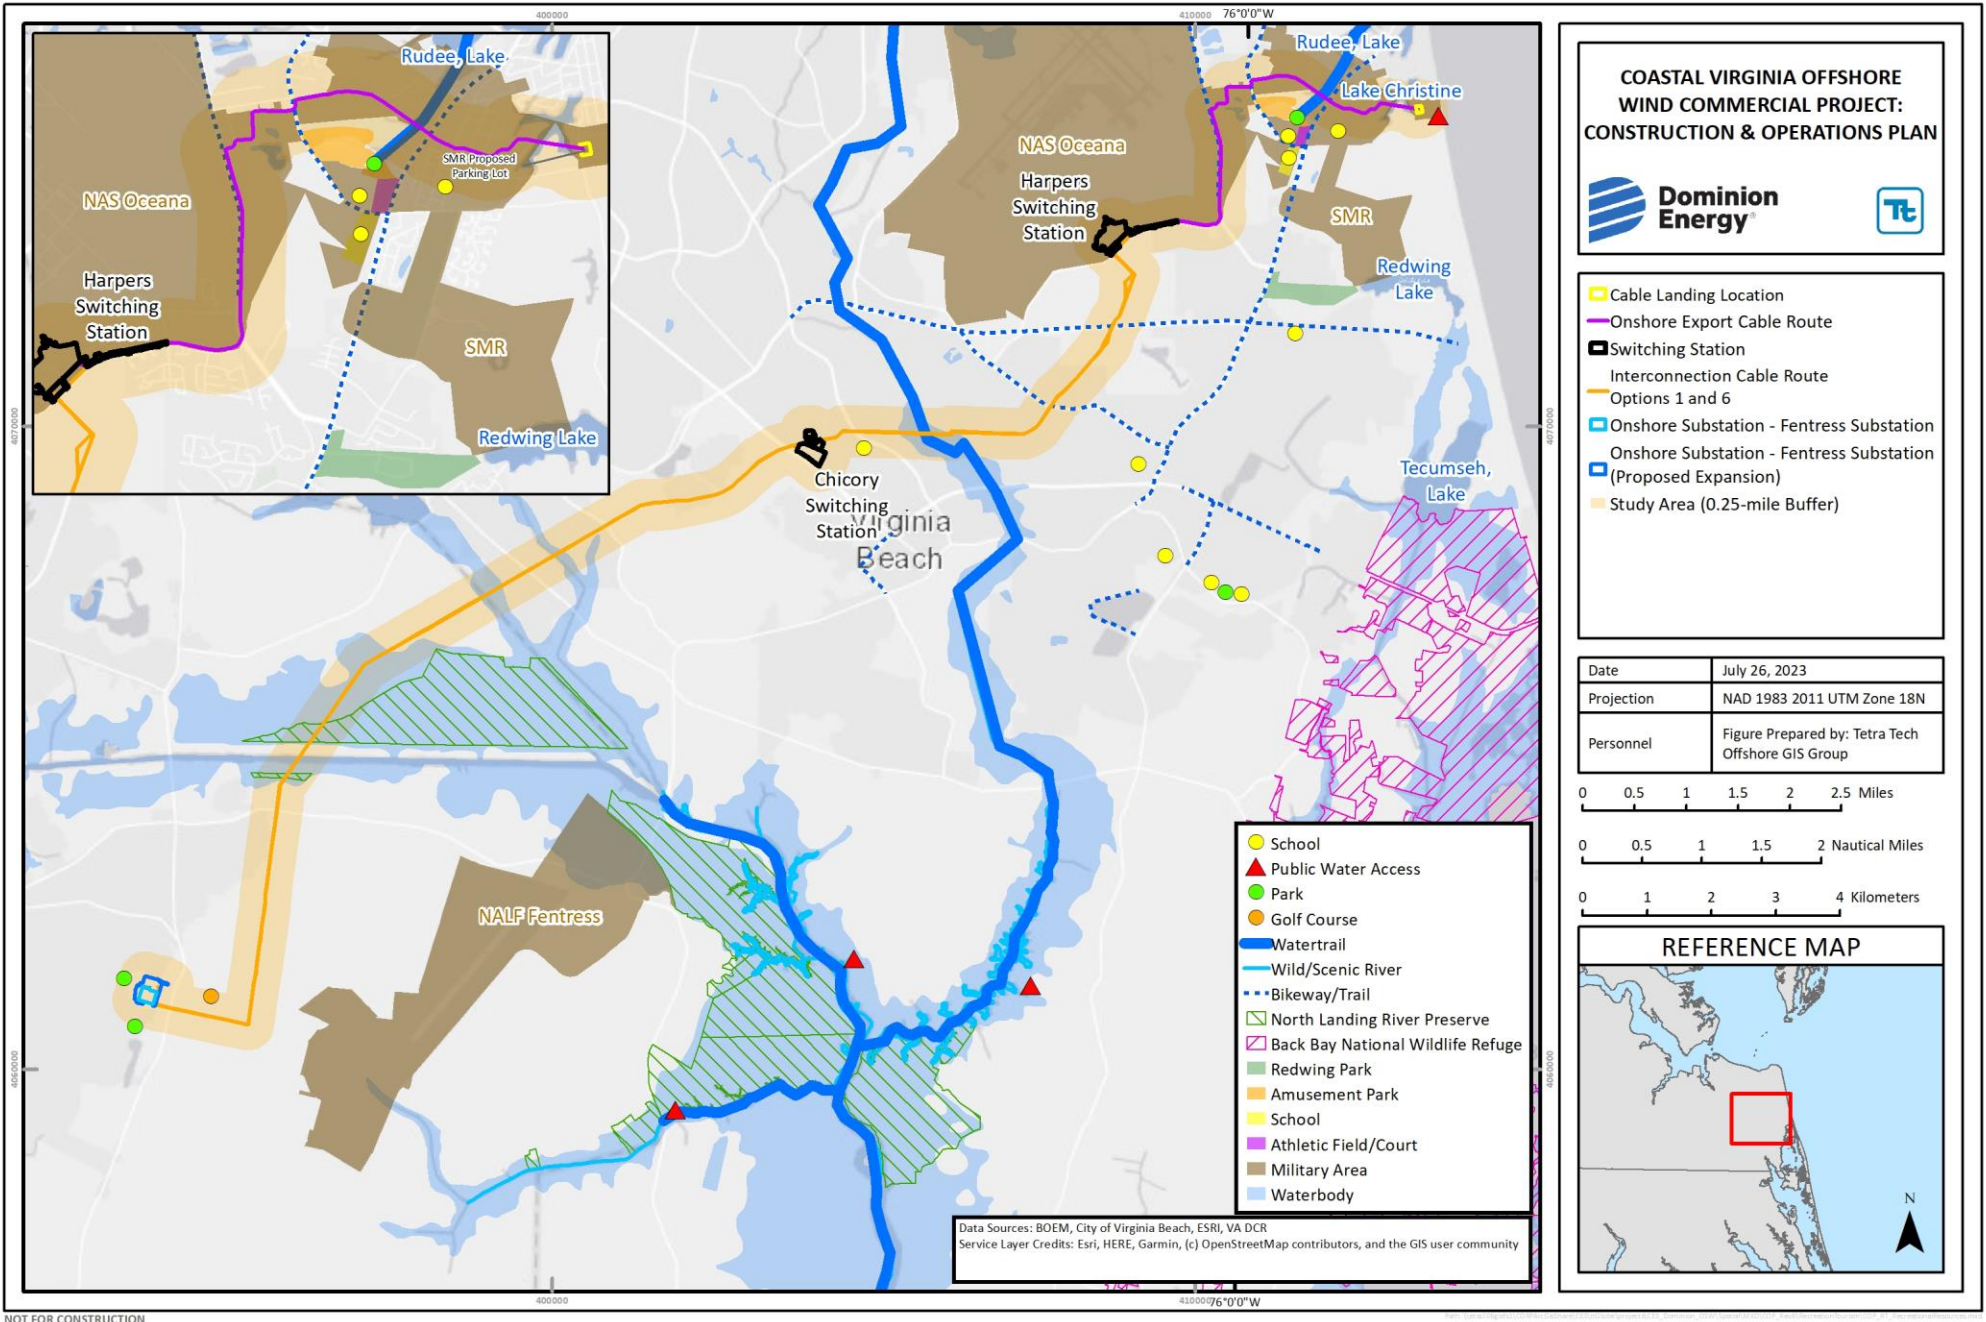 400000
410000
76°0'0"W
Rudee, Lake
SMR Proposed
Parking Lot
NAS Oceana
Harpers
Switching
Station
SMR
Redwing Lake
Rudee, Lake
Lake Christine
NAS Oceana
Harpers
Switching
Station
SMR
Redwing
Lake
4070000
4070000
Chicory
Switching
Station
Virginia
Beach
Tecumseh,
Lake
NALF Fentress
4060000
4060000
School
Public Water Access
Park
Golf Course
Watertrail
Wild/Scenic River
Bikeway/Trail
North Landing River Preserve
Back Bay National Wildlife Refuge
Redwing Park
Amusement Park
School
Athletic Field/Court
Military Area
Waterbody
Data Sources: BOEM, City of Virginia Beach, ESRI, VA DCR
Service Layer Credits: Esri, HERE, Garmin, (c) OpenStreetMap contributors, and the GIS user community
400000
410000
76°0'0"W
NOT FOR CONSTRUCTION
COASTAL VIRGINIA OFFSHORE
WIND COMMERCIAL PROJECT:
CONSTRUCTION & OPERATIONS PLAN
Dominion
Energy®
Tt
Cable Landing Location
Onshore Export Cable Route
Switching Station
Interconnection Cable Route
Options 1 and 6
Onshore Substation - Fentress Substation
Onshore Substation - Fentress Substation
(Proposed Expansion)
Study Area (0.25-mile Buffer)
Date July 26, 2023
Projection NAD 1983 2011 UTM Zone 18N
Personnel Figure Prepared by: Tetra Tech
Offshore GIS Group
0 0.5 1 1.5 2 2.5 Miles
0 0.5 1 1.5 2 Nautical Miles
0 1 2 3 4 Kilometers
REFERENCE MAP
N